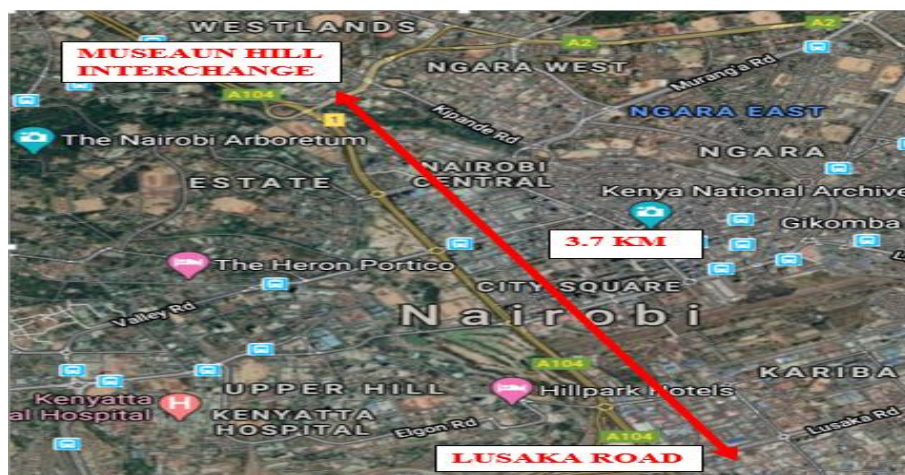 WESTLANDS
MUSEAUN HILL
INTERCHANGE
A2
NGARA WEST
Murang'a Rd
A104
1
Kipande Rd
NGARA EAST
The Nairobi Arboretum
NGARA
ESTATE
NAIROBI
CENTRAL
Kenya National Archive
Gikomba
3.7 KM
The Heron Portico
CITY SQUARE
Valley Rd
Nairobi
A104
KARIBA
UPPER HILL
Hillpark Hotels
Kenyatta
al Hospital
H
KENYATTA
HOSPITAL
Elgon Rd
A104
Lusaka Rd
LUSAKA ROAD